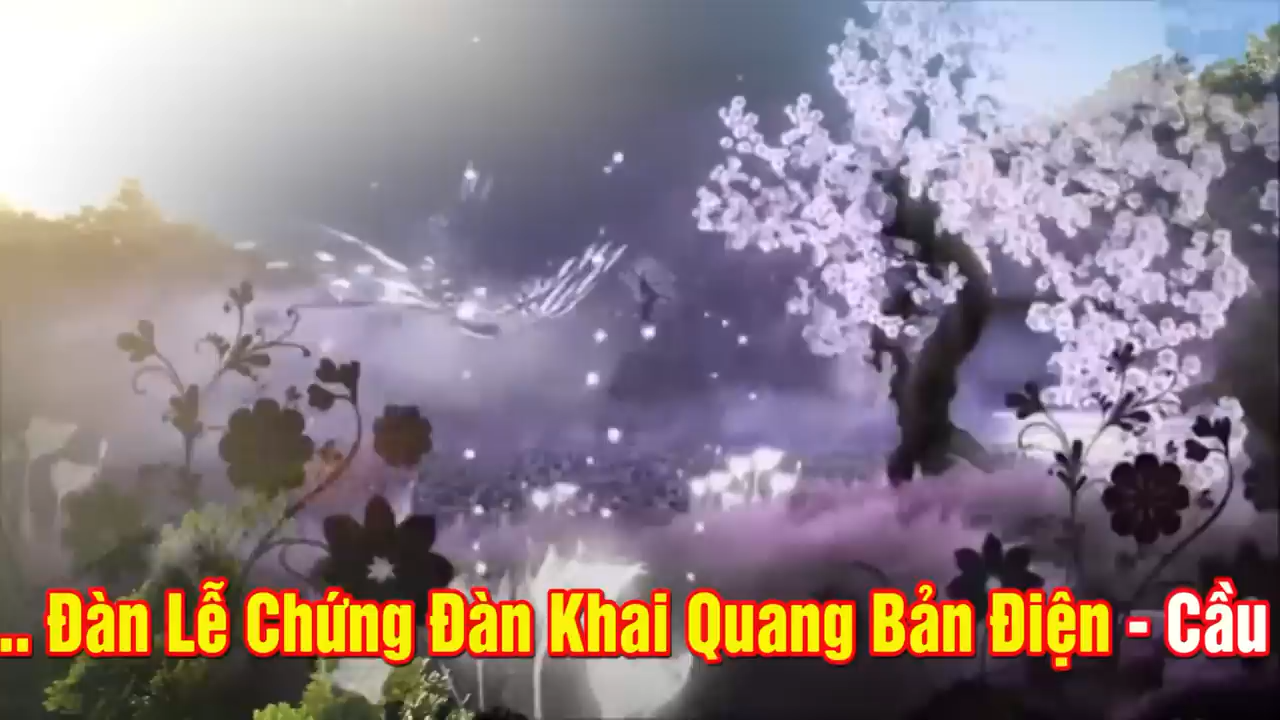 .. Đàn Lễ Chứng Đàn Khai Quang Bản Điện - Cầu